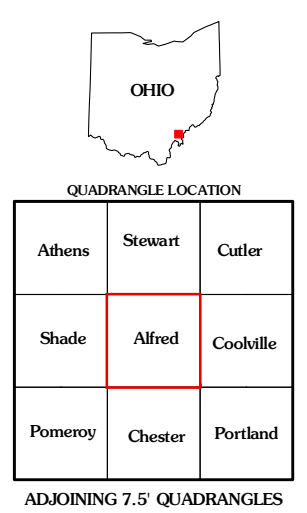 OHIO
QUADRANGLE LOCATION
Athens Stewart Cutler
Shade Alfred Coolville
Pomeroy Chester Portland
ADJOINING 7.5' QUADRANGLES